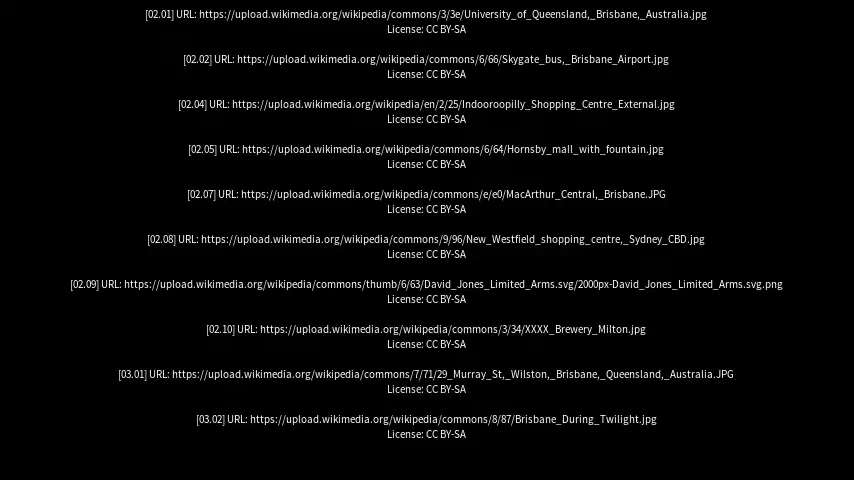 [02.01] URL: https://upload.wikimedia.org/wikipedia/commons/3/3e/University_of_Queensland,_Brisbane,_Australia.jpg
License: CC BY-SA
[02.02] URL: https://upload.wikimedia.org/wikipedia/commons/6/66/Skygate_bus,_Brisbane_Airport.jpg
License: CC BY-SA
[02.04] URL: https://upload.wikimedia.org/wikipedia/en/2/25/Indooroopilly_Shopping_Centre_External.jpg
License: CC BY-SA
[02.05] URL: https://upload.wikimedia.org/wikipedia/commons/6/64/Hornsby_mall_with_fountain.jpg
License: CC BY-SA
[02.07] URL: https://upload.wikimedia.org/wikipedia/commons/e/e0/MacArthur_Central,_Brisbane.JPG
License: CC BY-SA
[02.08] URL: https://upload.wikimedia.org/wikipedia/commons/9/96/New_Westfield_shopping_centre,_Sydney_CBD.jpg
License: CC BY-SA
[02.09] URL: https://upload.wikimedia.org/wikipedia/commons/thumb/6/63/David_Jones_Limited_Arms.svg/2000px-David_Jones_Limited_Arms.svg.png
License: CC BY-SA
[02.10] URL: https://upload.wikimedia.org/wikipedia/commons/3/34/XXXX_Brewery_Milton.jpg
License: CC BY-SA
[03.01] URL: https://upload.wikimedia.org/wikipedia/commons/7/71/29_Murray_St,_Wilston,_Brisbane,_Queensland,_Australia.JPG
License: CC BY-SA
[03.02] URL: https://upload.wikimedia.org/wikipedia/commons/8/87/Brisbane_During_Twilight.jpg
License: CC BY-SA